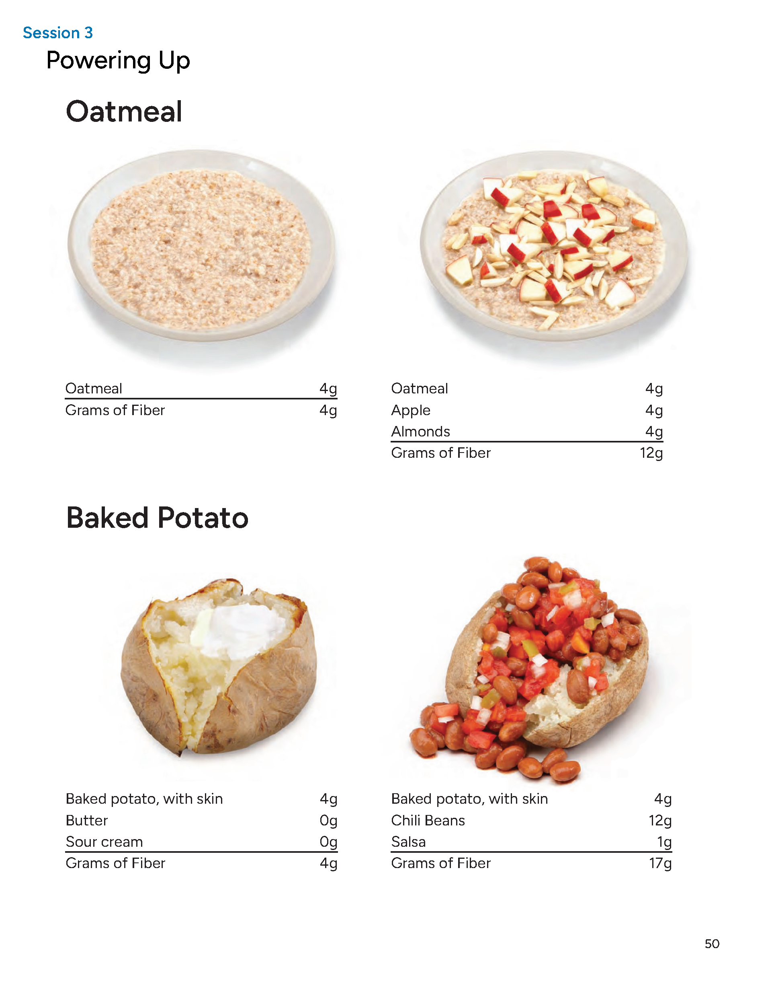 Session 3
Powering Up
Oatmeal
Oatmeal 4g
Grams of Fiber 4g
Oatmeal 4g
Apple 4g
Almonds 4g
Grams of Fiber 12g
Baked Potato
Baked potato, with skin 4g
Butter 0g
Sour cream 0g
Grams of Fiber 4g
Baked potato, with skin 4g
Chili Beans 12g
Salsa 1g
Grams of Fiber 17g
50